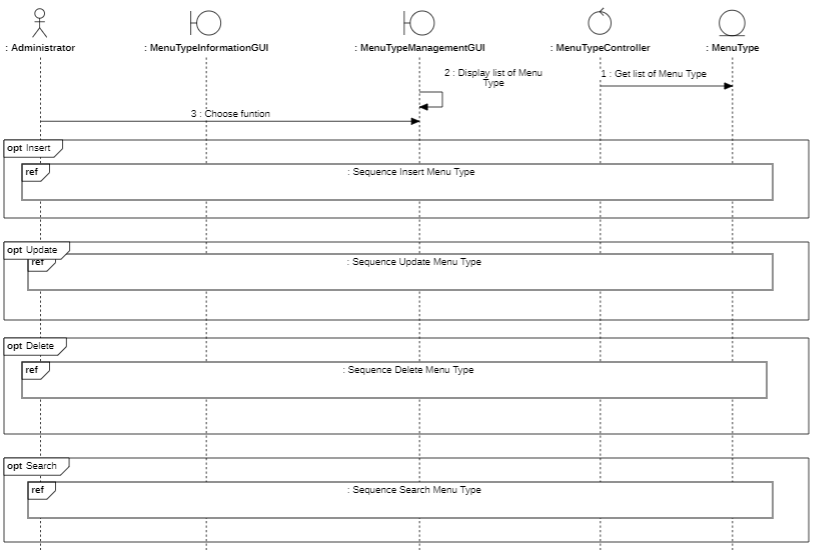 : Administrator
: MenuTypeInformationGUI
: MenuTypeManagementGUI
: MenuTypeController
: MenuType
2 : Display list of Menu
Type
1 : Get list of Menu Type
3 : Choose funtion
opt Insert
ref
: Sequence Insert Menu Type
opt Update
ref
: Sequence Update Menu Type
opt Delete
ref
: Sequence Delete Menu Type
opt Search
ref
: Sequence Search Menu Type